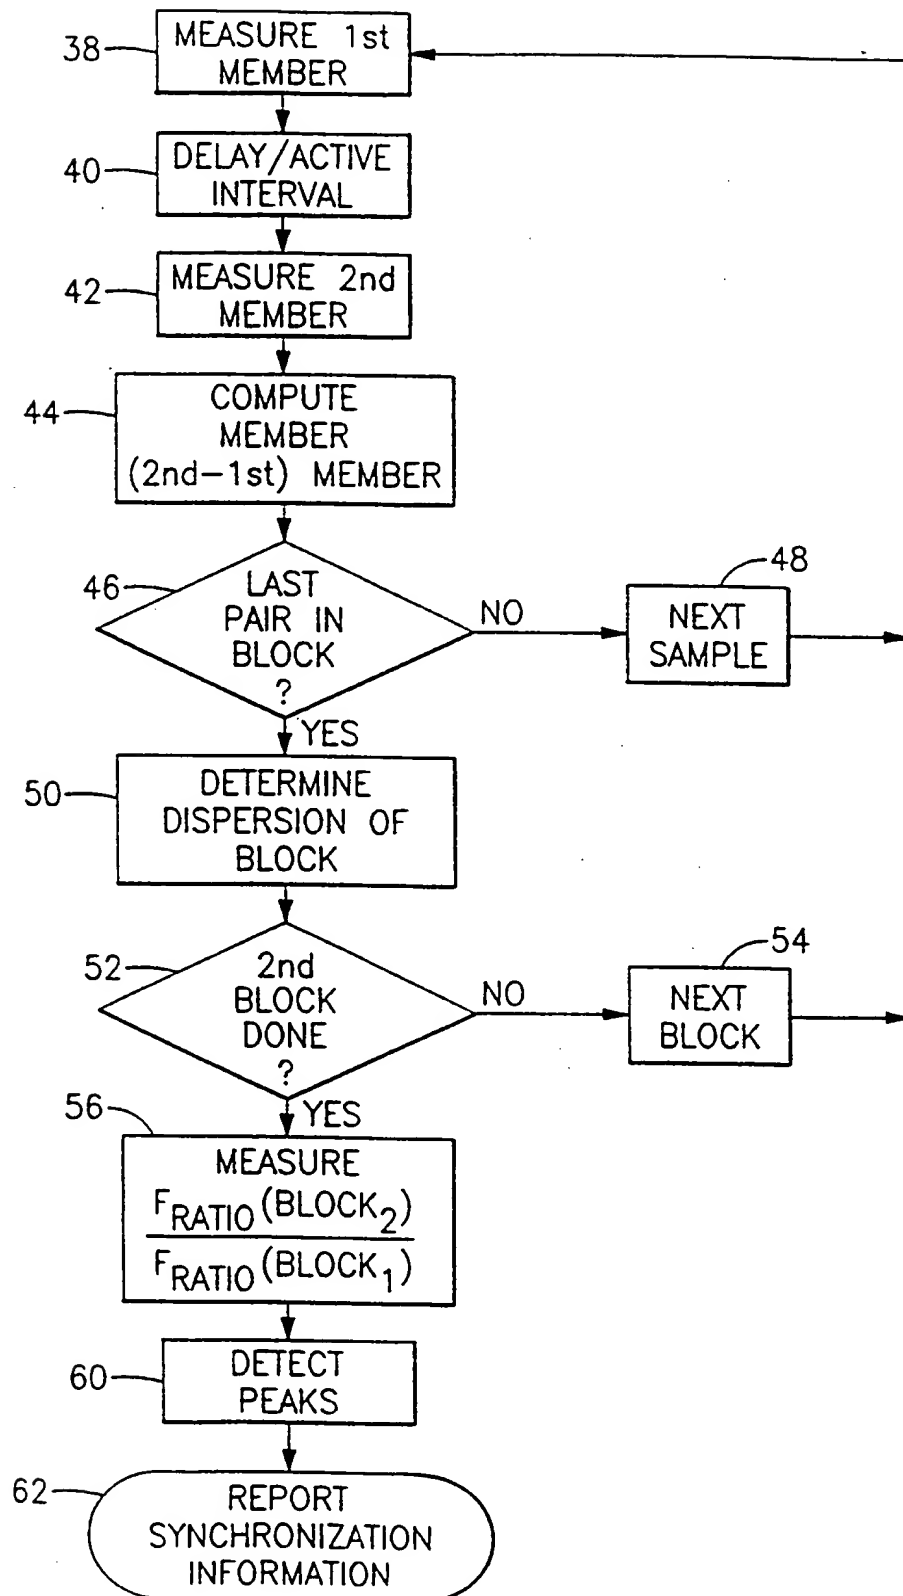 38
MEASURE 1st
MEMBER
40
DELAY/ACTIVE
INTERVAL
42
MEASURE 2nd
MEMBER
44
COMPUTE
MEMBER
(2nd-1st) MEMBER
46
LAST
PAIR IN
BLOCK
?
NO
48
NEXT
SAMPLE
YES
50
DETERMINE
DISPERSION OF
BLOCK
52
2nd
BLOCK
DONE
?
NO
54
NEXT
BLOCK
YES
56
MEASURE
FRATIO(BLOCK2)
FRATIO(BLOCK1)
60
DETECT
PEAKS
62
REPORT
SYNCHRONIZATION
INFORMATION